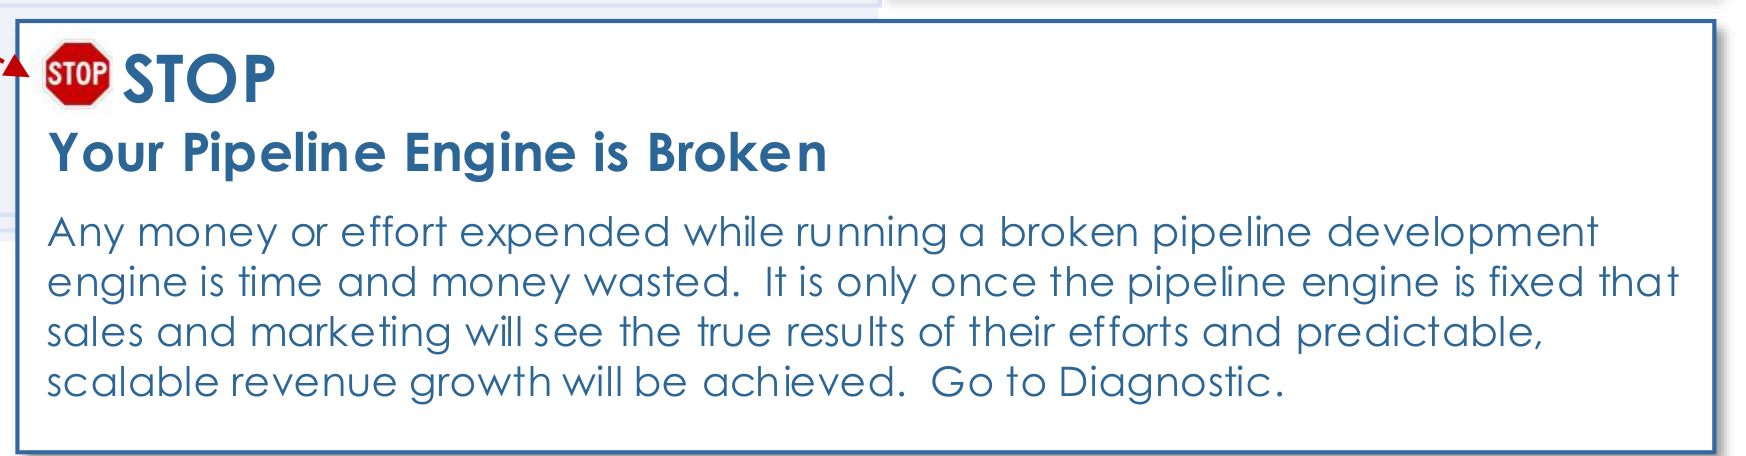 STOP STOP
Your Pipeline Engine is Broken
Any money or effort expended while running a broken pipeline development
engine is time and money wasted.  It is only once the pipeline engine is fixed that
sales and marketing will see the true results of their efforts and predictable,
scalable revenue growth will be achieved.  Go to Diagnostic.